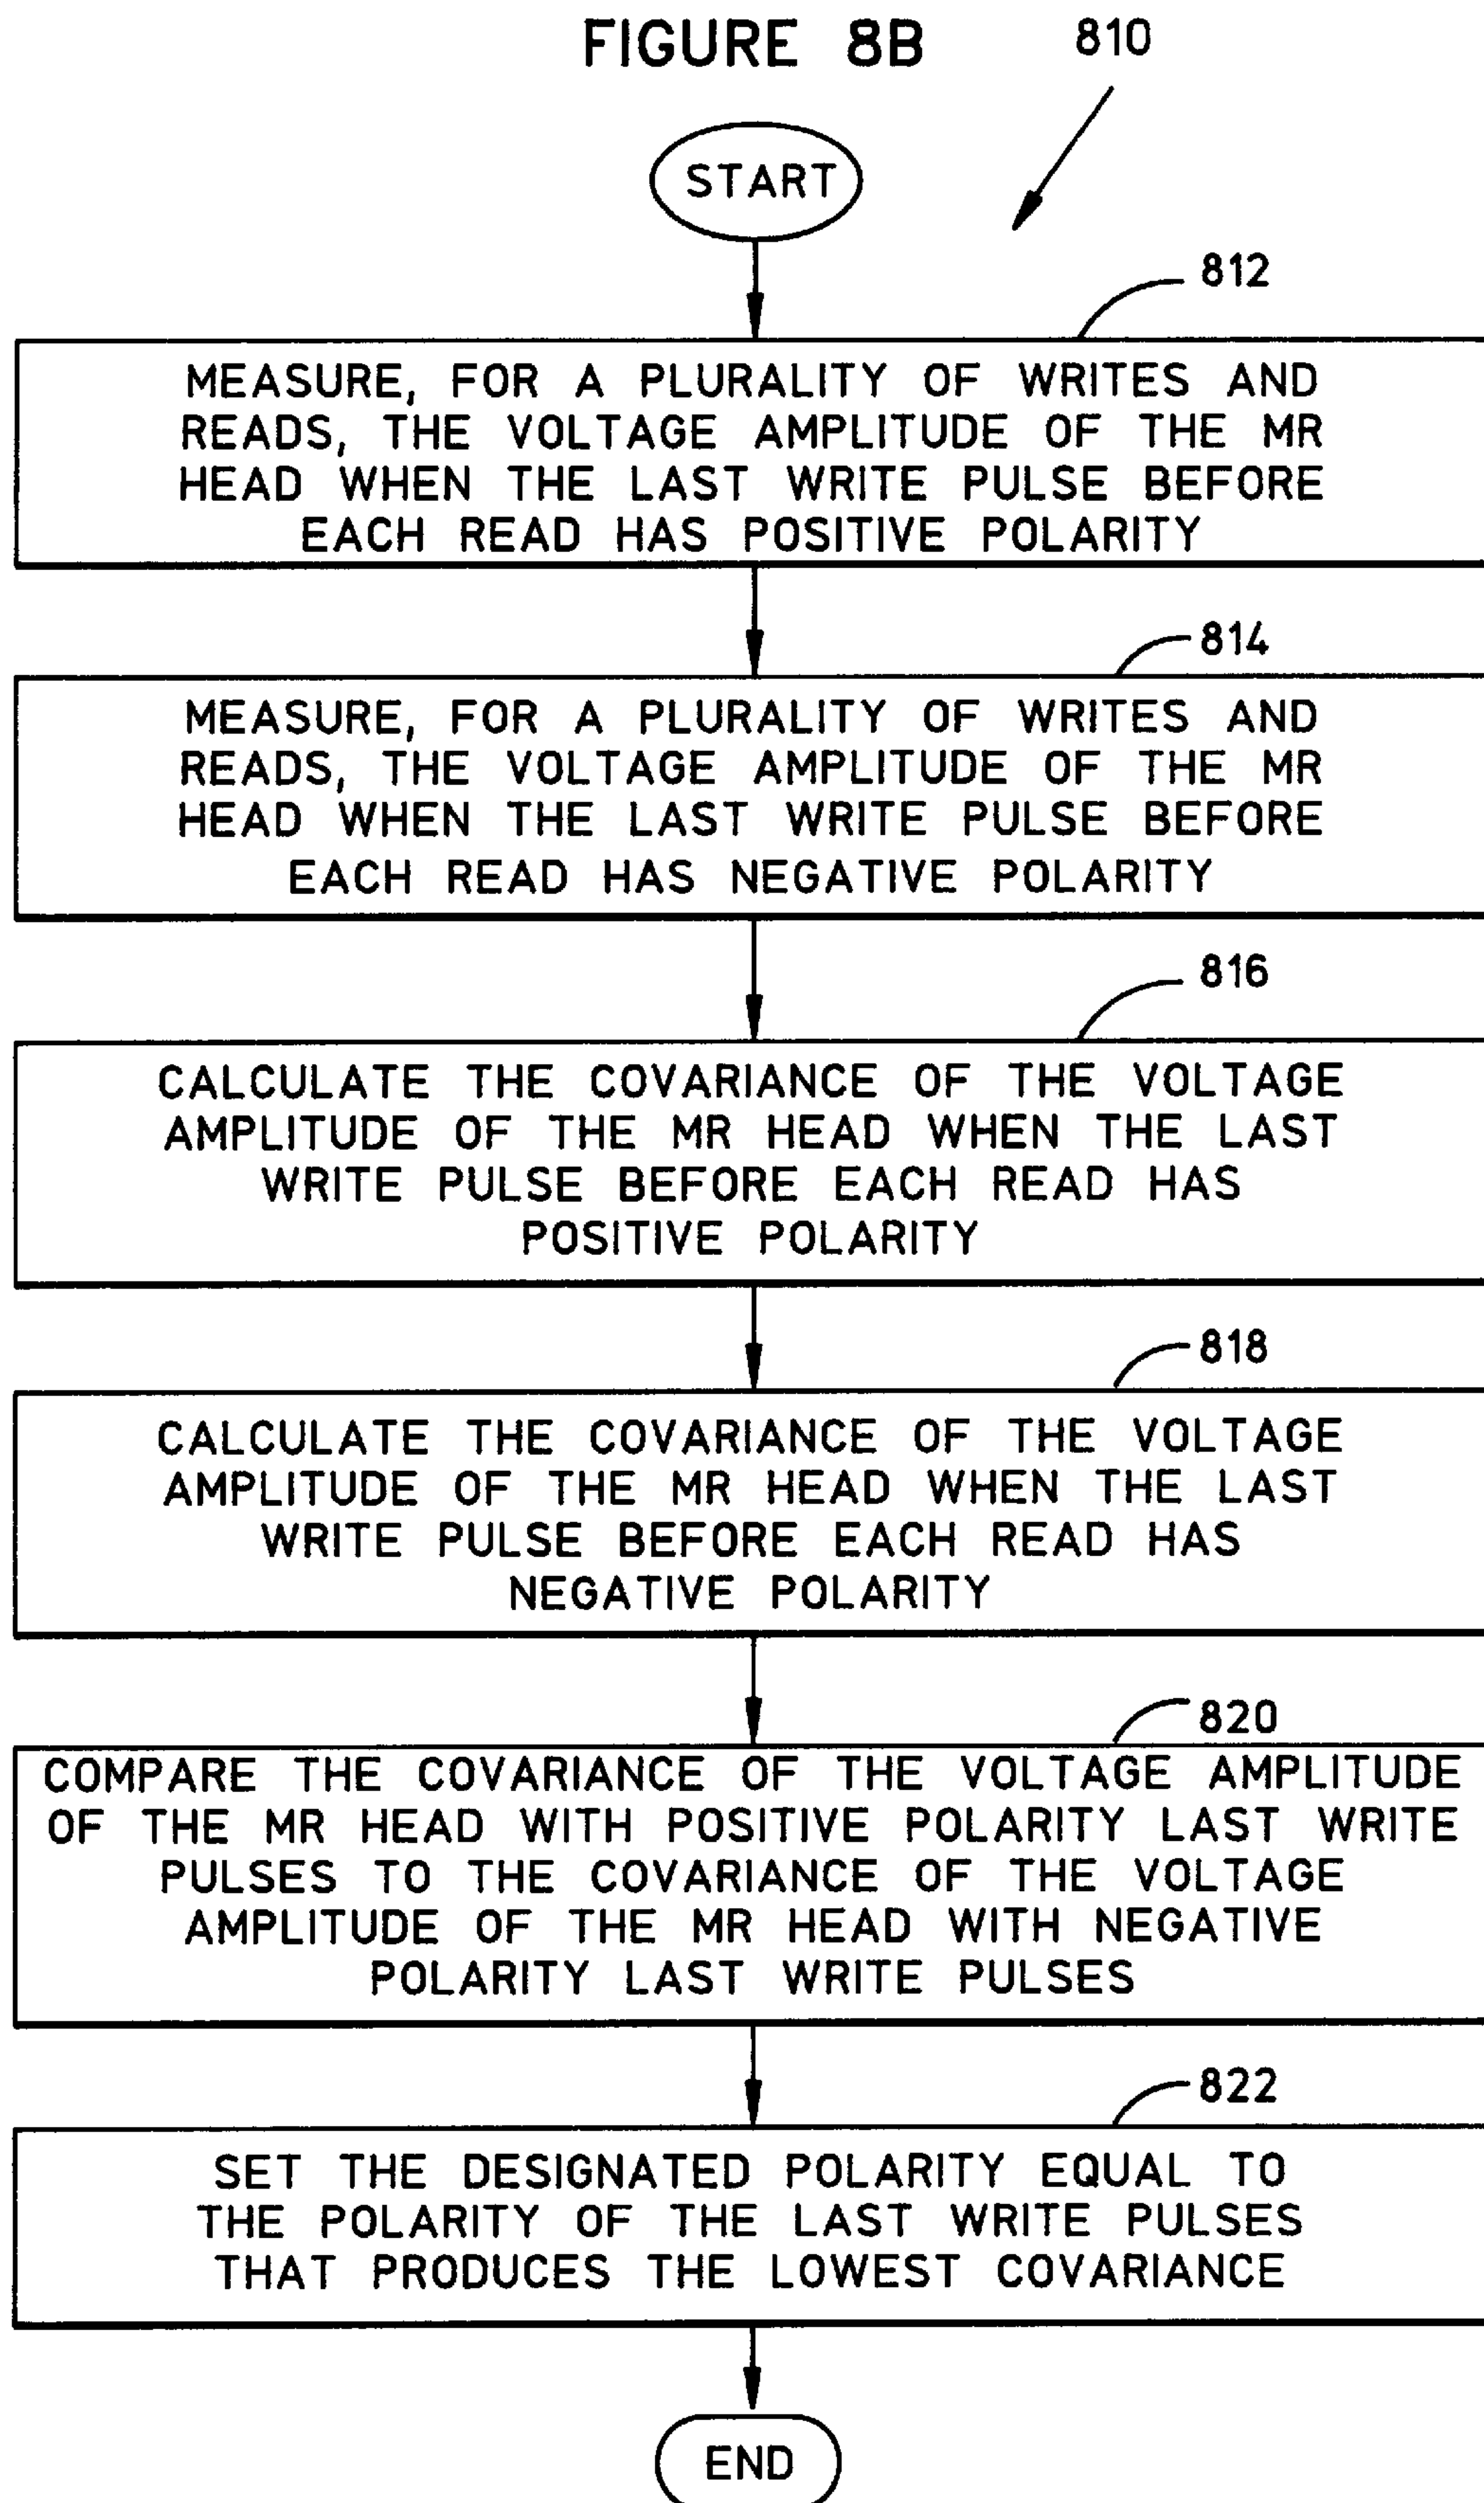 FIGURE 8B
810
START
812
MEASURE, FOR A PLURALITY OF WRITES AND
READS, THE VOLTAGE AMPLITUDE OF THE MR
HEAD WHEN THE LAST WRITE PULSE BEFORE
EACH READ HAS POSITIVE POLARITY
814
MEASURE, FOR A PLURALITY OF WRITES AND
READS, THE VOLTAGE AMPLITUDE OF THE MR
HEAD WHEN THE LAST WRITE PULSE BEFORE
EACH READ HAS NEGATIVE POLARITY
816
CALCULATE THE COVARIANCE OF THE VOLTAGE
AMPLITUDE OF THE MR HEAD WHEN THE LAST
WRITE PULSE BEFORE EACH READ HAS
POSITIVE POLARITY
818
CALCULATE THE COVARIANCE OF THE VOLTAGE
AMPLITUDE OF THE MR HEAD WHEN THE LAST
WRITE PULSE BEFORE EACH READ HAS
NEGATIVE POLARITY
820
COMPARE THE COVARIANCE OF THE VOLTAGE AMPLITUDE
OF THE MR HEAD WITH POSITIVE POLARITY LAST WRITE
PULSES TO THE COVARIANCE OF THE VOLTAGE
AMPLITUDE OF THE MR HEAD WITH NEGATIVE
POLARITY LAST WRITE PULSES
822
SET THE DESIGNATED POLARITY EQUAL TO
THE POLARITY OF THE LAST WRITE PULSES
THAT PRODUCES THE LOWEST COVARIANCE
END